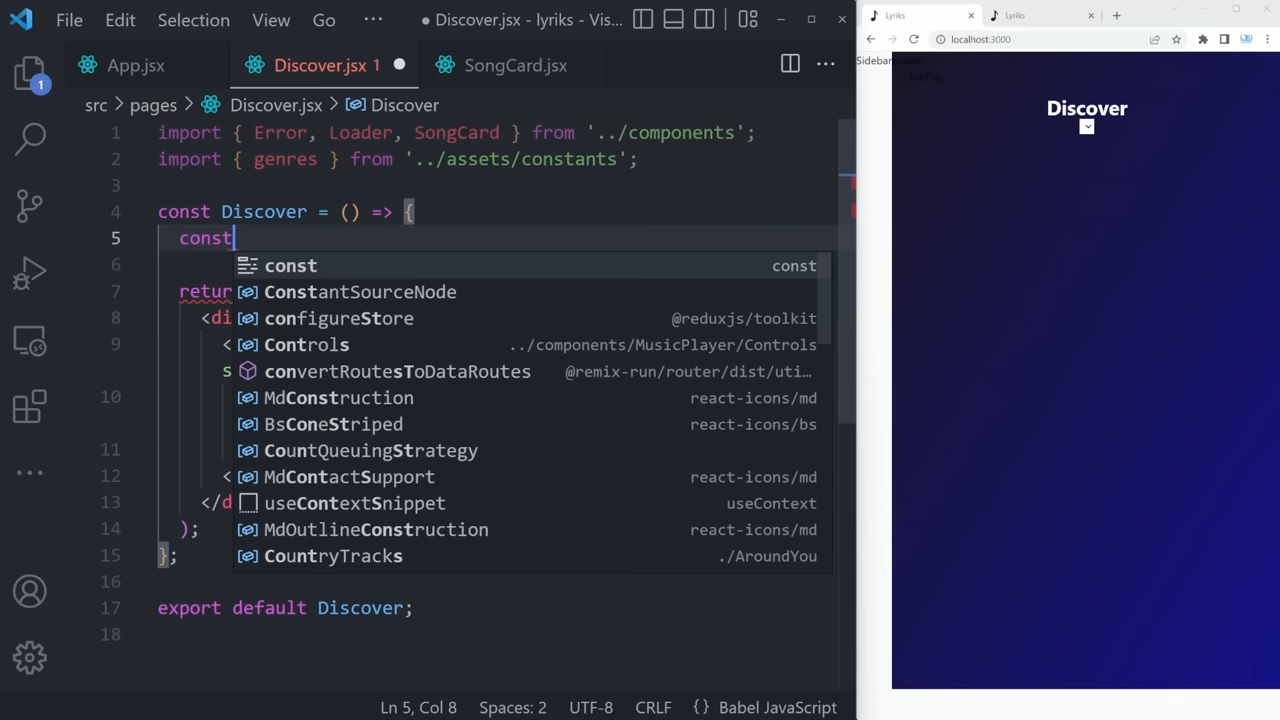 File Edit Selection View Go ··· ● Discover.jsx - lyriks - Vis...
1
App.jsx Discover.jsx 1 SongCard.jsx
src > pages > Discover.jsx > Discover
1 import { Error, Loader, SongCard } from '../components';
2 import { genres } from '../assets/constants';
3
4 const Discover = () => {
5 const
const const
6
ConstantSourceNode
7 retur
configureStore @reduxjs/toolkit
8 <di
Controls ../components/MusicPlayer/Controls
9 <
convertRoutesToDataRoutes @remix-run/router/dist/uti...
s
MdConstruction react-icons/md
10
BsConeStriped react-icons/bs
CountQueuingStrategy
11
MdContactSupport react-icons/md
12 <
useContextSnippet useContext
13 </d
MdOutlineConstruction react-icons/md
14 );
CountryTracks ./AroundYou
15 };
16
17 export default Discover;
18
Ln 5, Col 8 Spaces: 2 UTF-8 CRLF {} Babel JavaScript
Lyriks Lyriks
localhost:3000
TopPlay
Discover